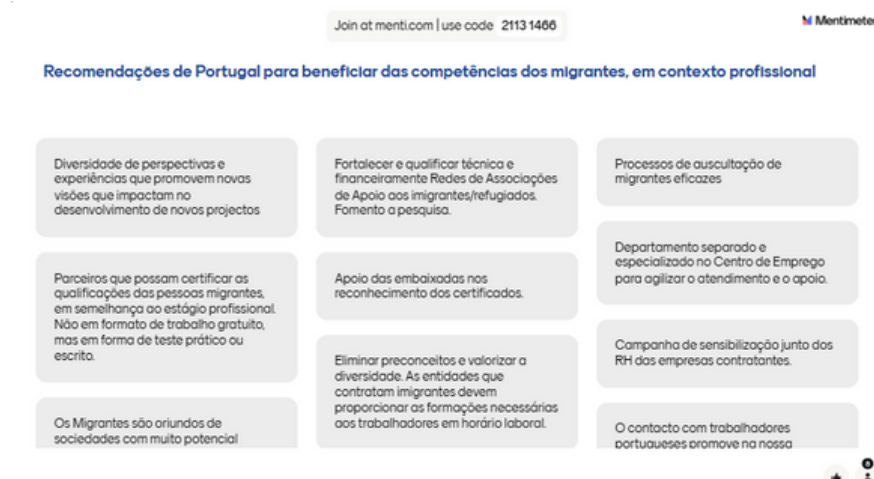 Join at menti.com | use code 2113 1466
Mentimeter
Recomendações de Portugal para beneficiar das competências dos migrantes, em contexto profissional
Diversidade de perspectivas e
experiências que promovem novas
visões que impactam no
desenvolvimento de novos projectos
Parceiros que possam certificar as
qualificações das pessoas migrantes,
em semelhança ao estágio profissional.
Não em formato de trabalho gratuito,
mas em forma de teste prático ou
escrito.
Os Migrantes são oriundos de
sociedades com muito potencial
Fortalecer e qualificar técnica e
financeiramente Redes de Associações
de Apoio aos imigrantes/refugiados.
Fomento a pesquisa.
Apoio das embaixadas nos
reconhecimento dos certificados.
Eliminar preconceitos e valorizar a
diversidade. As entidades que
contratam imigrantes devem
proporcionar as formações necessárias
aos trabalhadores em horário laboral.
Processos de auscultação de
migrantes eficazes
Departamento separado e
especializado no Centro de Emprego
para agilizar o atendimento e o apoio.
Campanha de sensibilização junto dos
RH das empresas contratantes.
O contacto com trabalhadores
portugueses promove na nossa